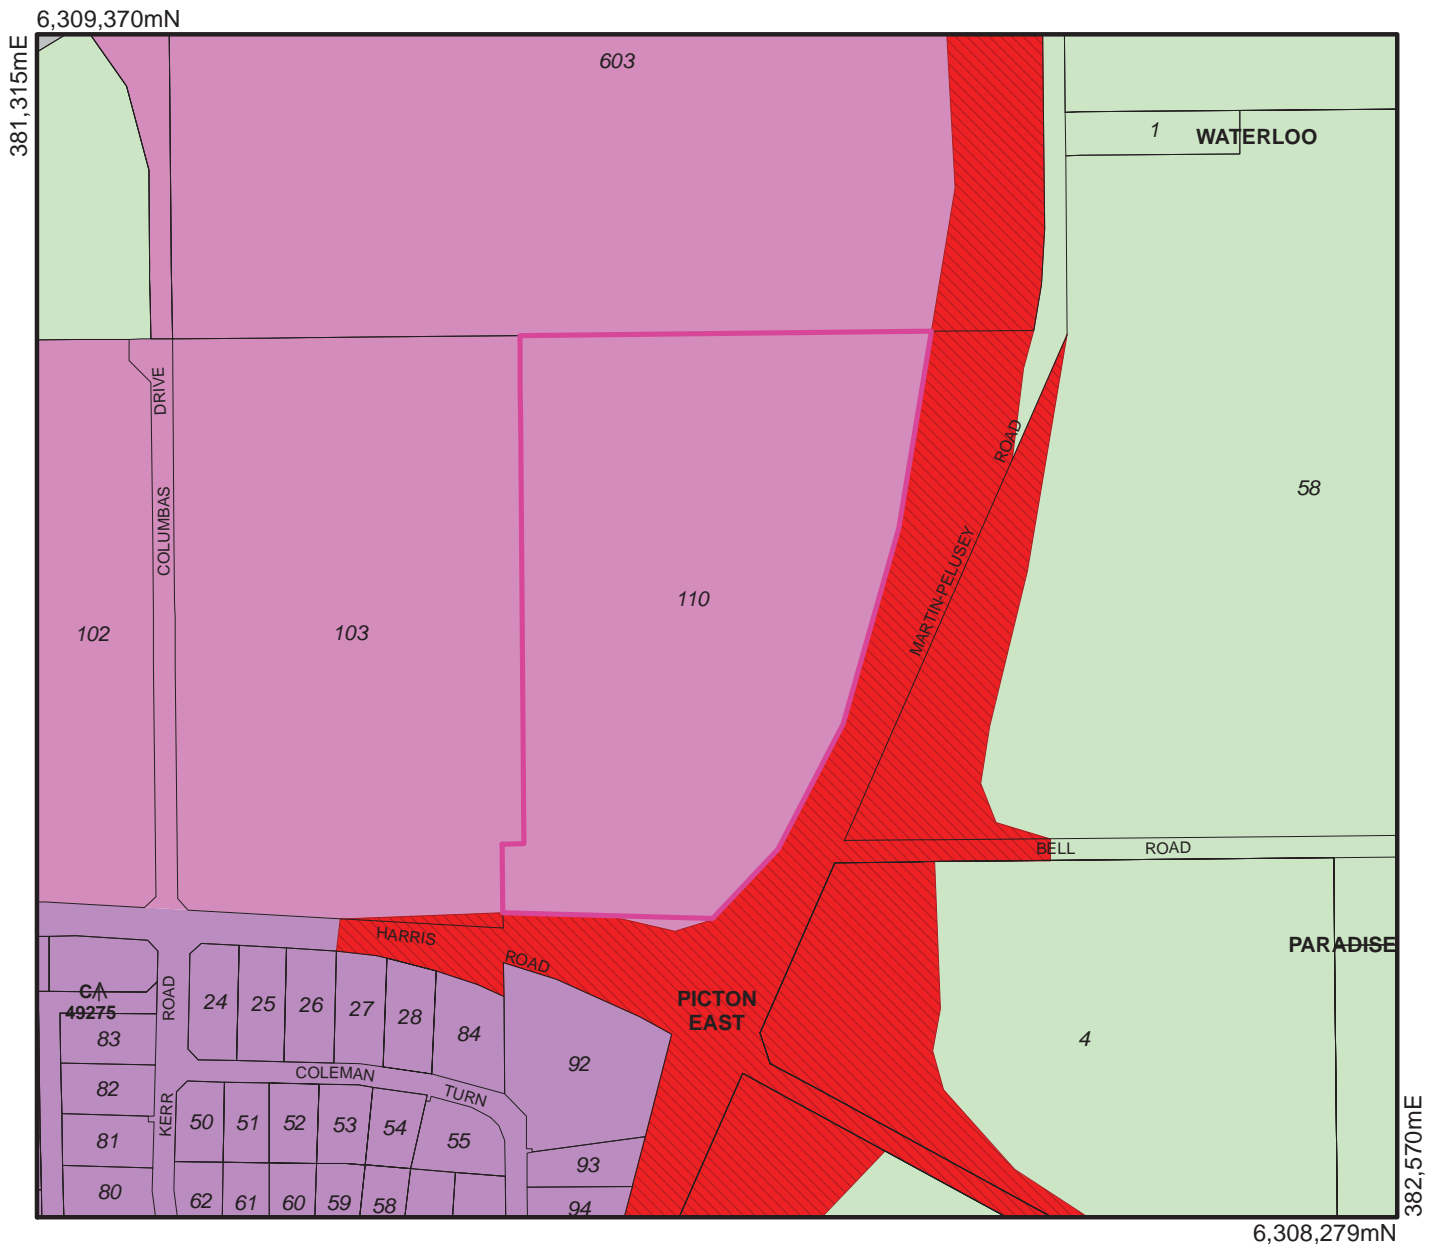 6,309,370mN
381,315mE
603
1
WATERLOO
DRIVE
COLUMBAS
ROAD
MARTIN-PELUSEY
58
110
102
103
BELL ROAD
HARRIS
ROAD
PARADISE
C
49275
ROAD
24
25
26
27
28
84
PICTON
EAST
83
92
4
COLEMAN
TURN
82
KERR
50
51
52
53
54
55
81
93
80
62
61
60
59
58
94
382,570mE
6,308,279mN